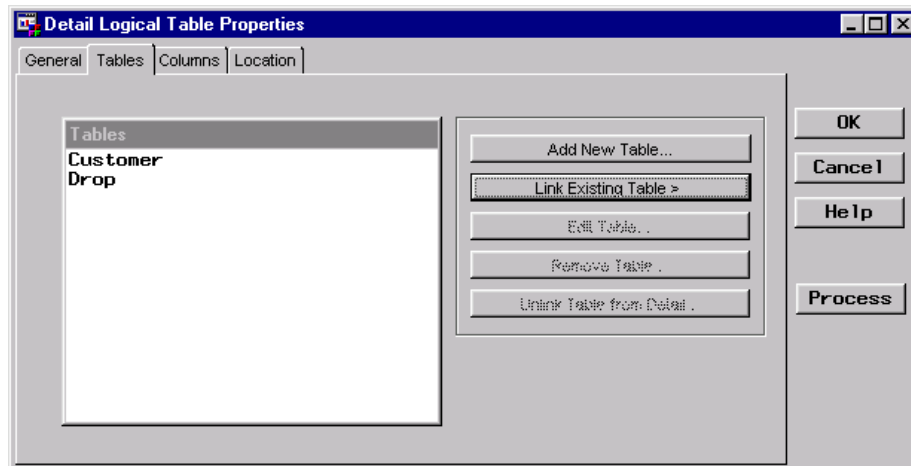 Detail Logical Table Properties
General Tables Columns Location
Tables
Customer
Drop
Add New Table...
Link Existing Table >
Edit Table. .
Remove Table .
Unlink Table from Detail .
OK
Cancel
Help
Process